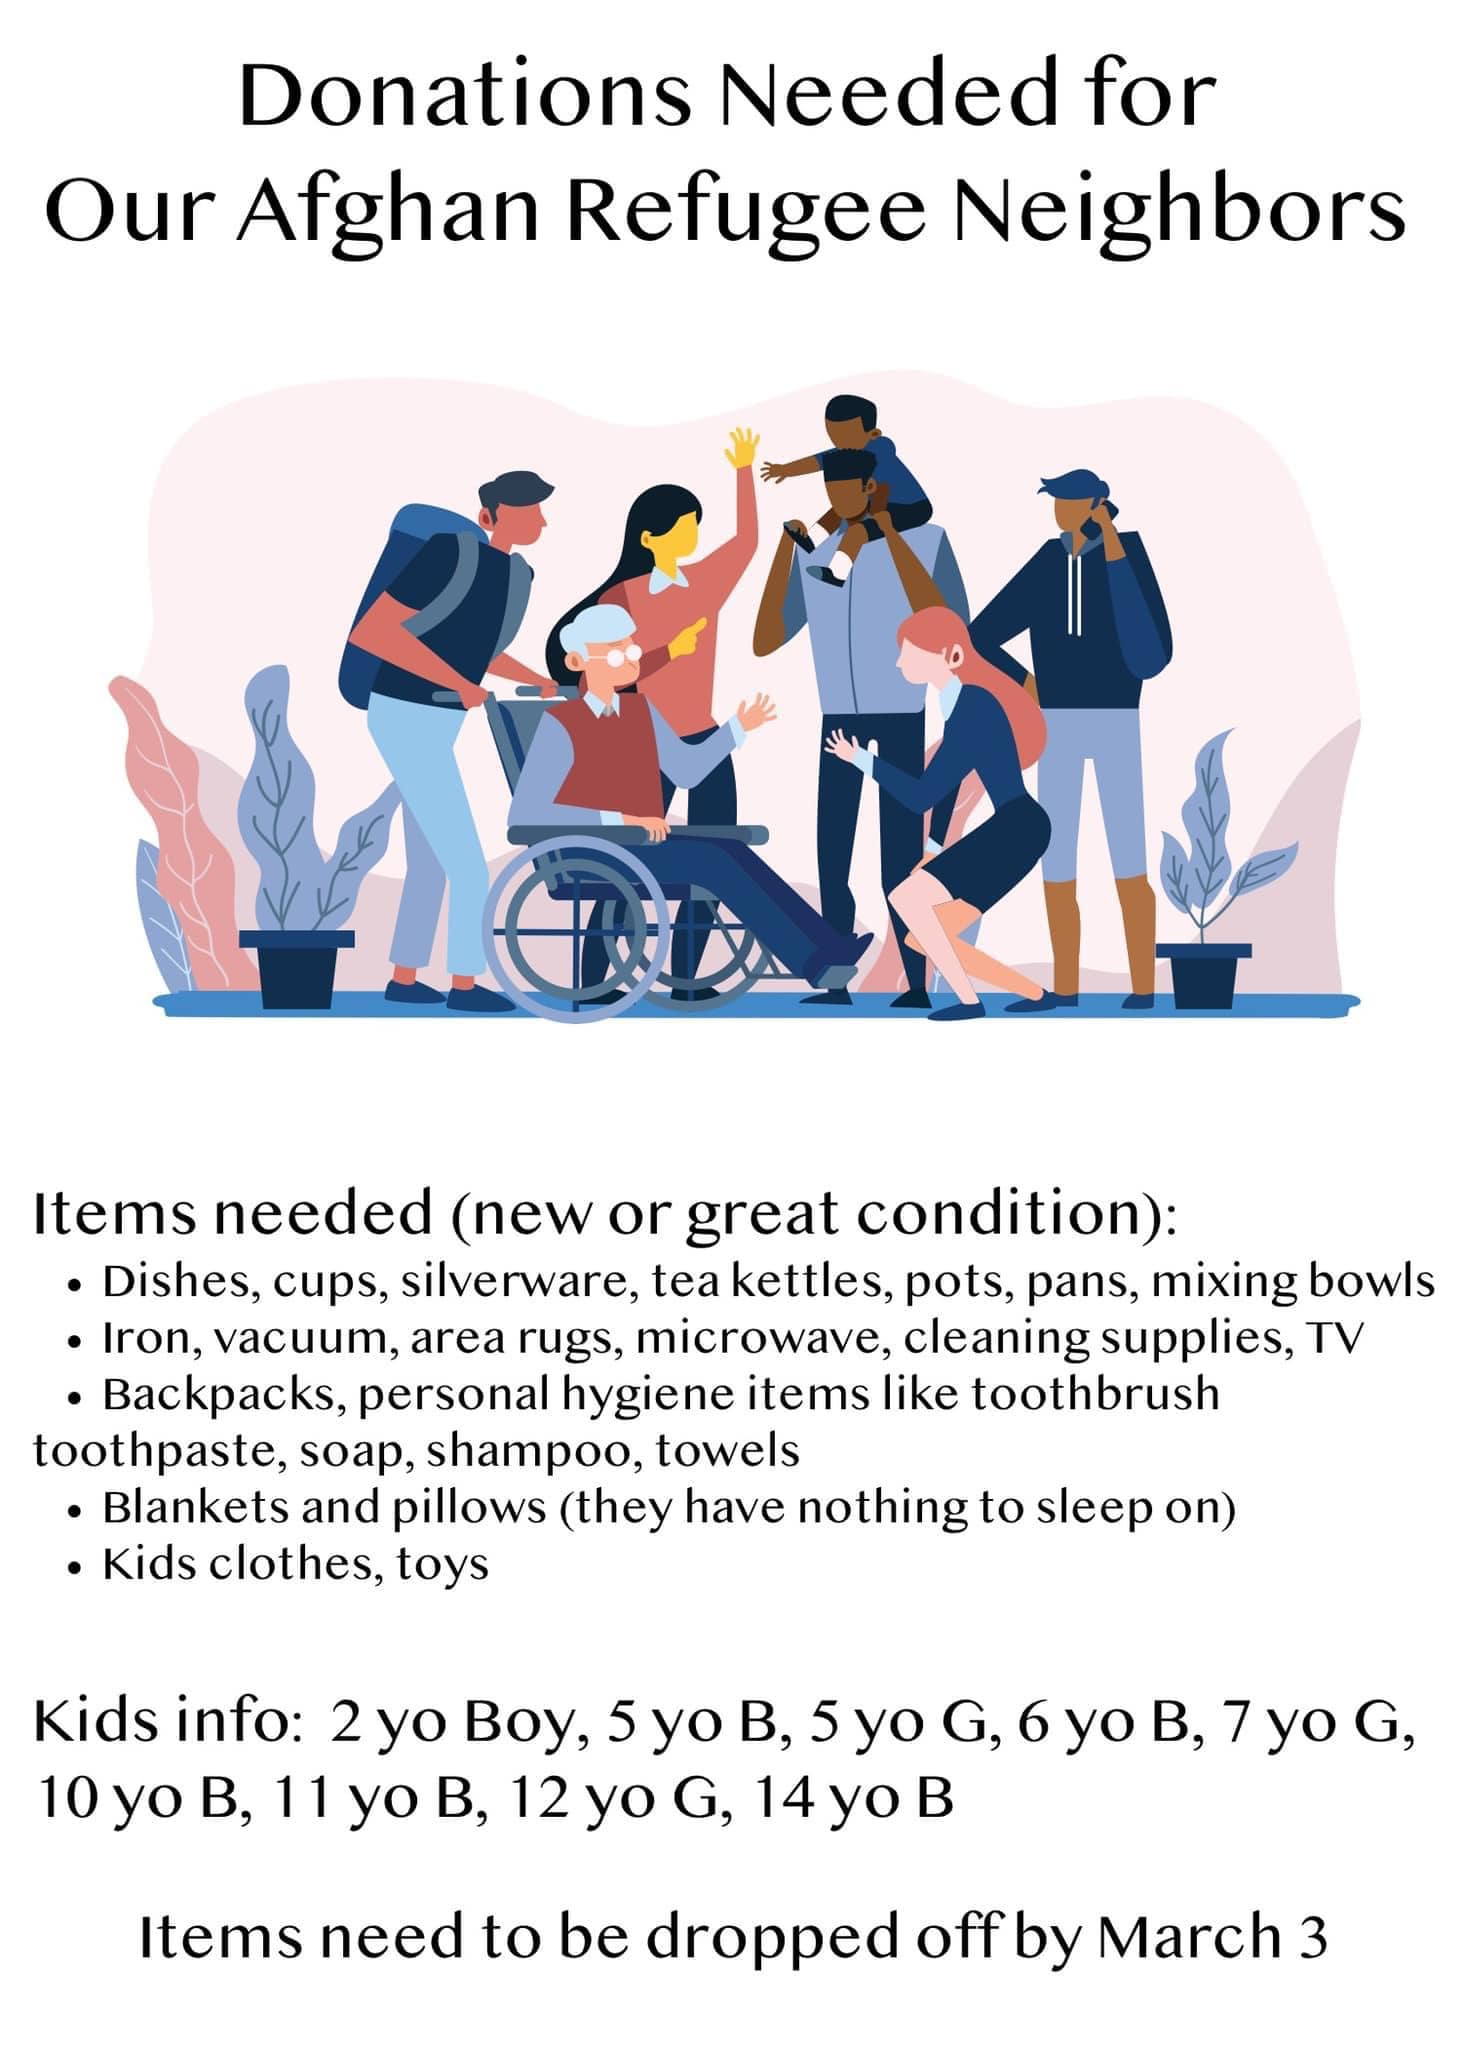 Donations Needed for
Our Afghan Refugee Neighbors
Items needed (new or great condition):
• Dishes, cups, silverware, tea kettles, pots, pans, mixing bowls
• Iron, vacuum, area rugs, microwave, cleaning supplies, TV
• Backpacks, personal hygiene items like toothbrush
toothpaste, soap, shampoo, towels
• Blankets and pillows (they have nothing to sleep on)
• Kids clothes, toys
Kids info: 2 yo Boy, 5 yo B, 5 yo G, 6 yo B, 7 yo G,
10 yo B, 11 yo B, 12 yo G, 14 yo B
Items need to be dropped off by March 3